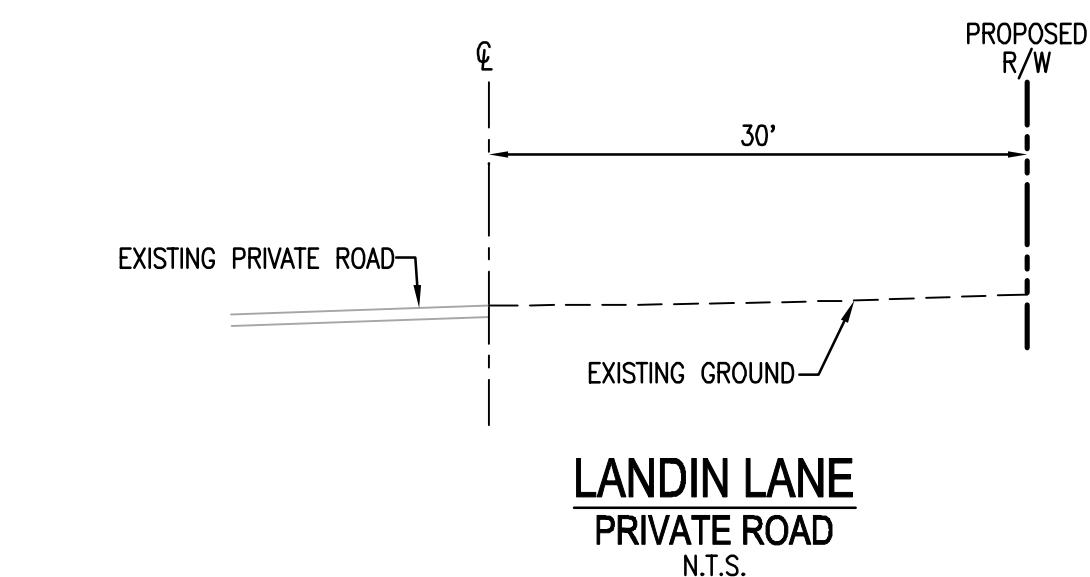 PROPOSED
R/W
℄
30'
EXISTING PRIVATE ROAD
EXISTING GROUND
LANDIN LANE
PRIVATE ROAD
N.T.S.